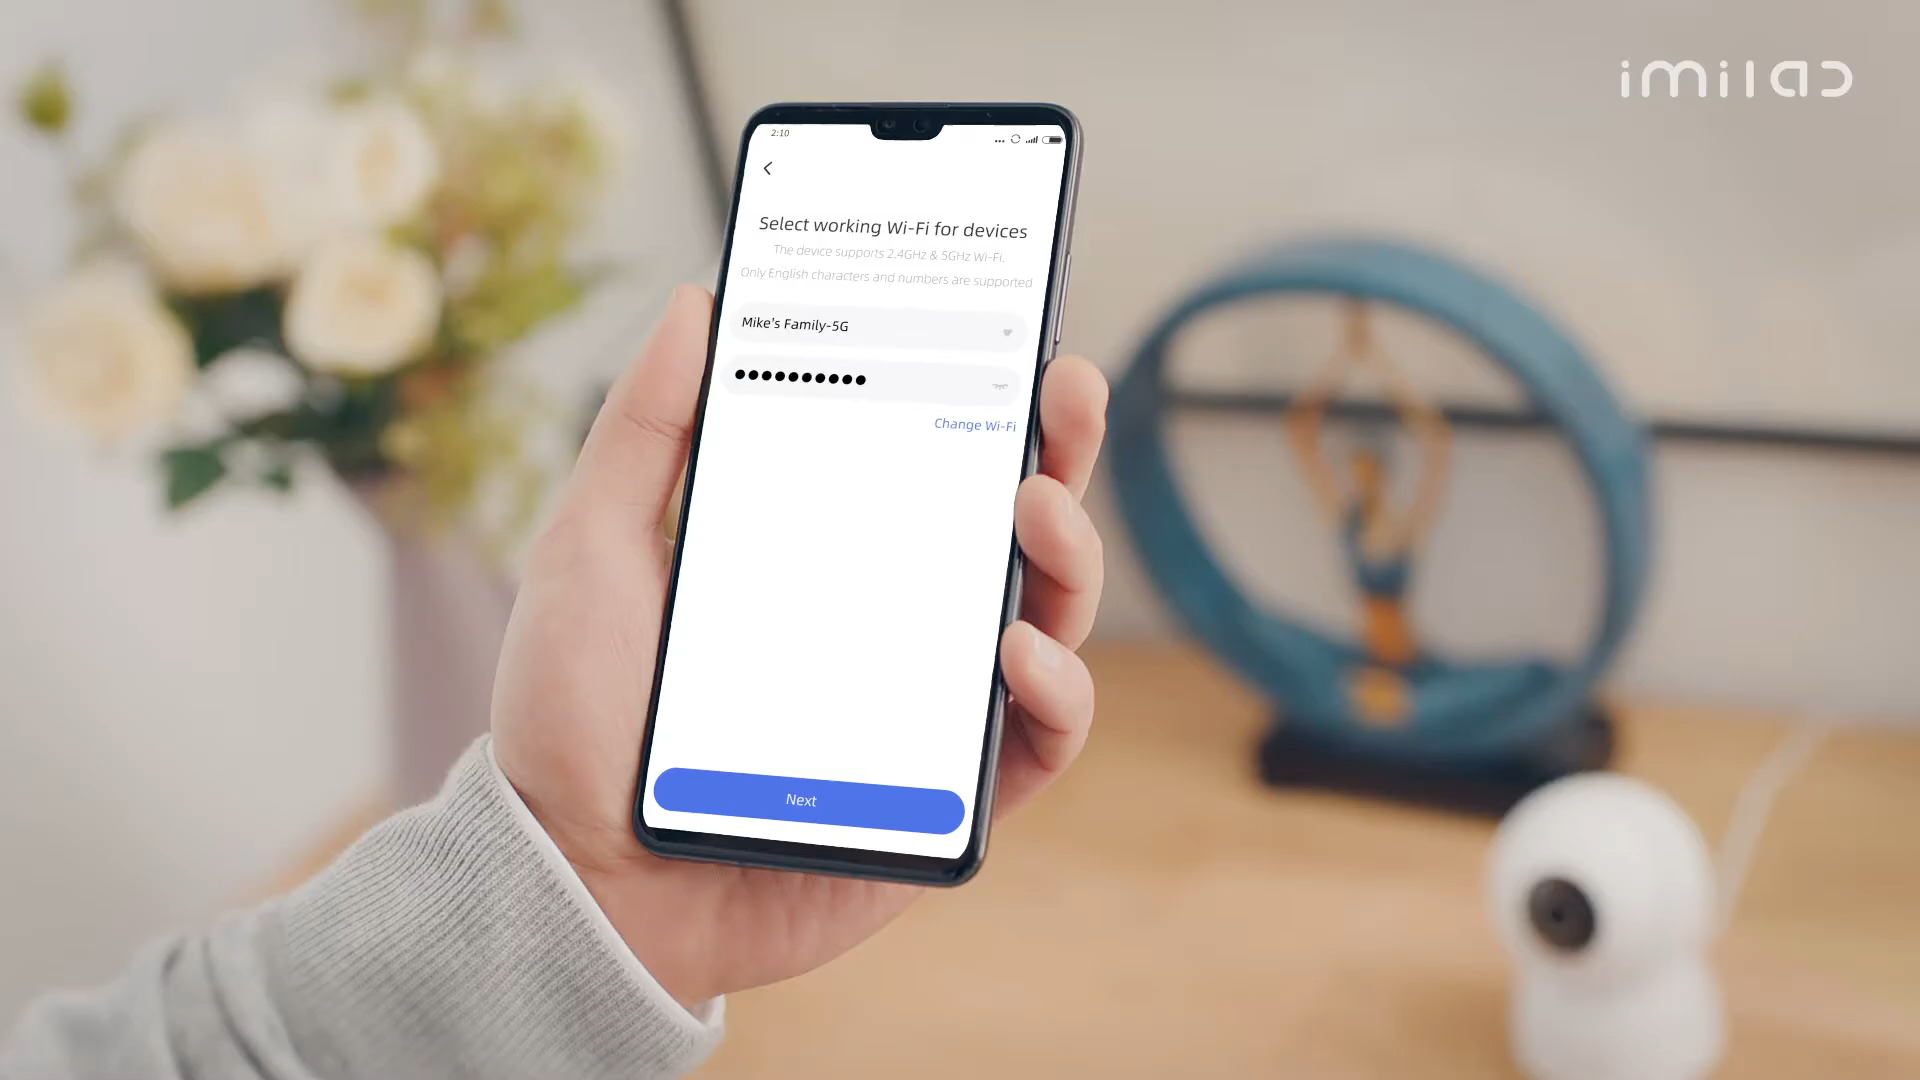 imilab
2:10
Select working Wi-Fi for devices
The device supports 2.4GHz & 5GHz Wi-Fi.
Only English characters and numbers are supported
Mike's Family-5G
●●●●●●●●●●
Change Wi-Fi
Next